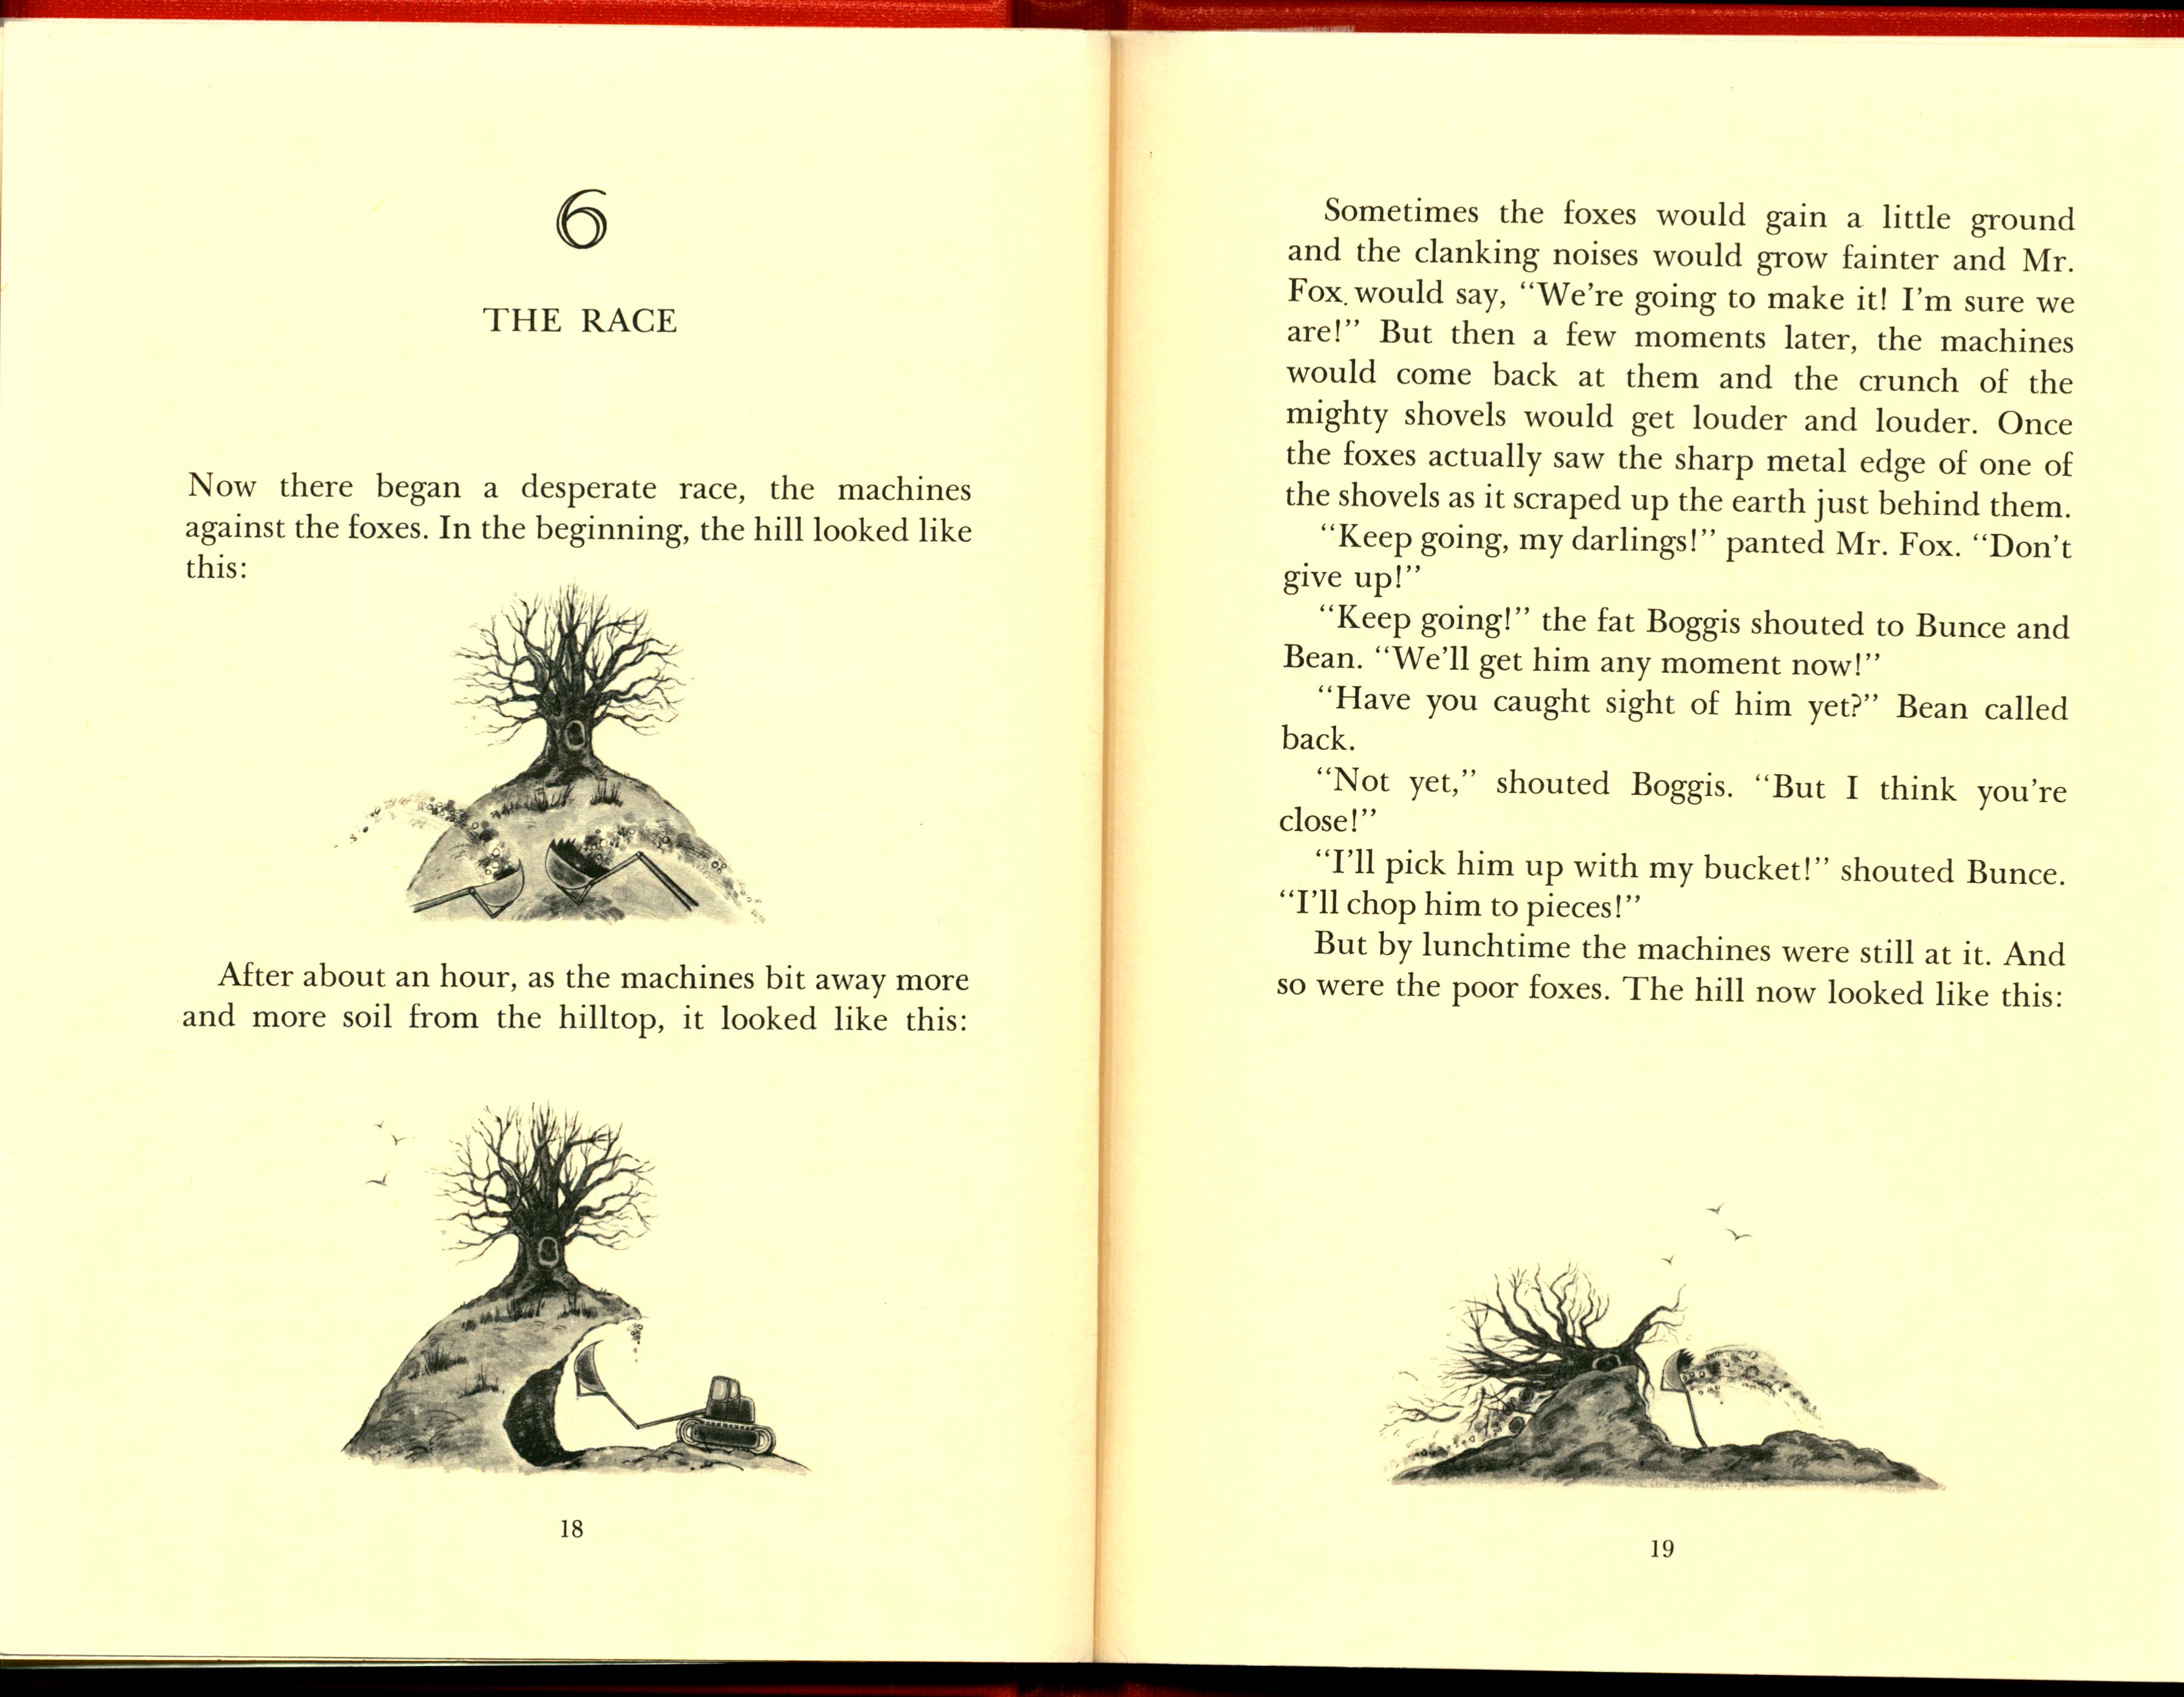 6
THE RACE
Now there began a desperate race, the machines
against the foxes. In the beginning, the hill looked like
this:
After about an hour, as the machines bit away more
and more soil from the hilltop, it looked like this:
18
Sometimes the foxes would gain a little ground
and the clanking noises would grow fainter and Mr.
Fox would say, “We’re going to make it! I’m sure we
are!” But then a few moments later, the machines
would come back at them and the crunch of the
mighty shovels would get louder and louder. Once
the foxes actually saw the sharp metal edge of one of
the shovels as it scraped up the earth just behind them.
“Keep going, my darlings!” panted Mr. Fox. “Don’t
give up!”
“Keep going!” the fat Boggis shouted to Bunce and
Bean. “We’ll get him any moment now!”
“Have you caught sight of him yet?” Bean called
back.
“Not yet,” shouted Boggis. “But I think you’re
close!”
“I’ll pick him up with my bucket!” shouted Bunce.
“I’ll chop him to pieces!”
But by lunchtime the machines were still at it. And
so were the poor foxes. The hill now looked like this:
19